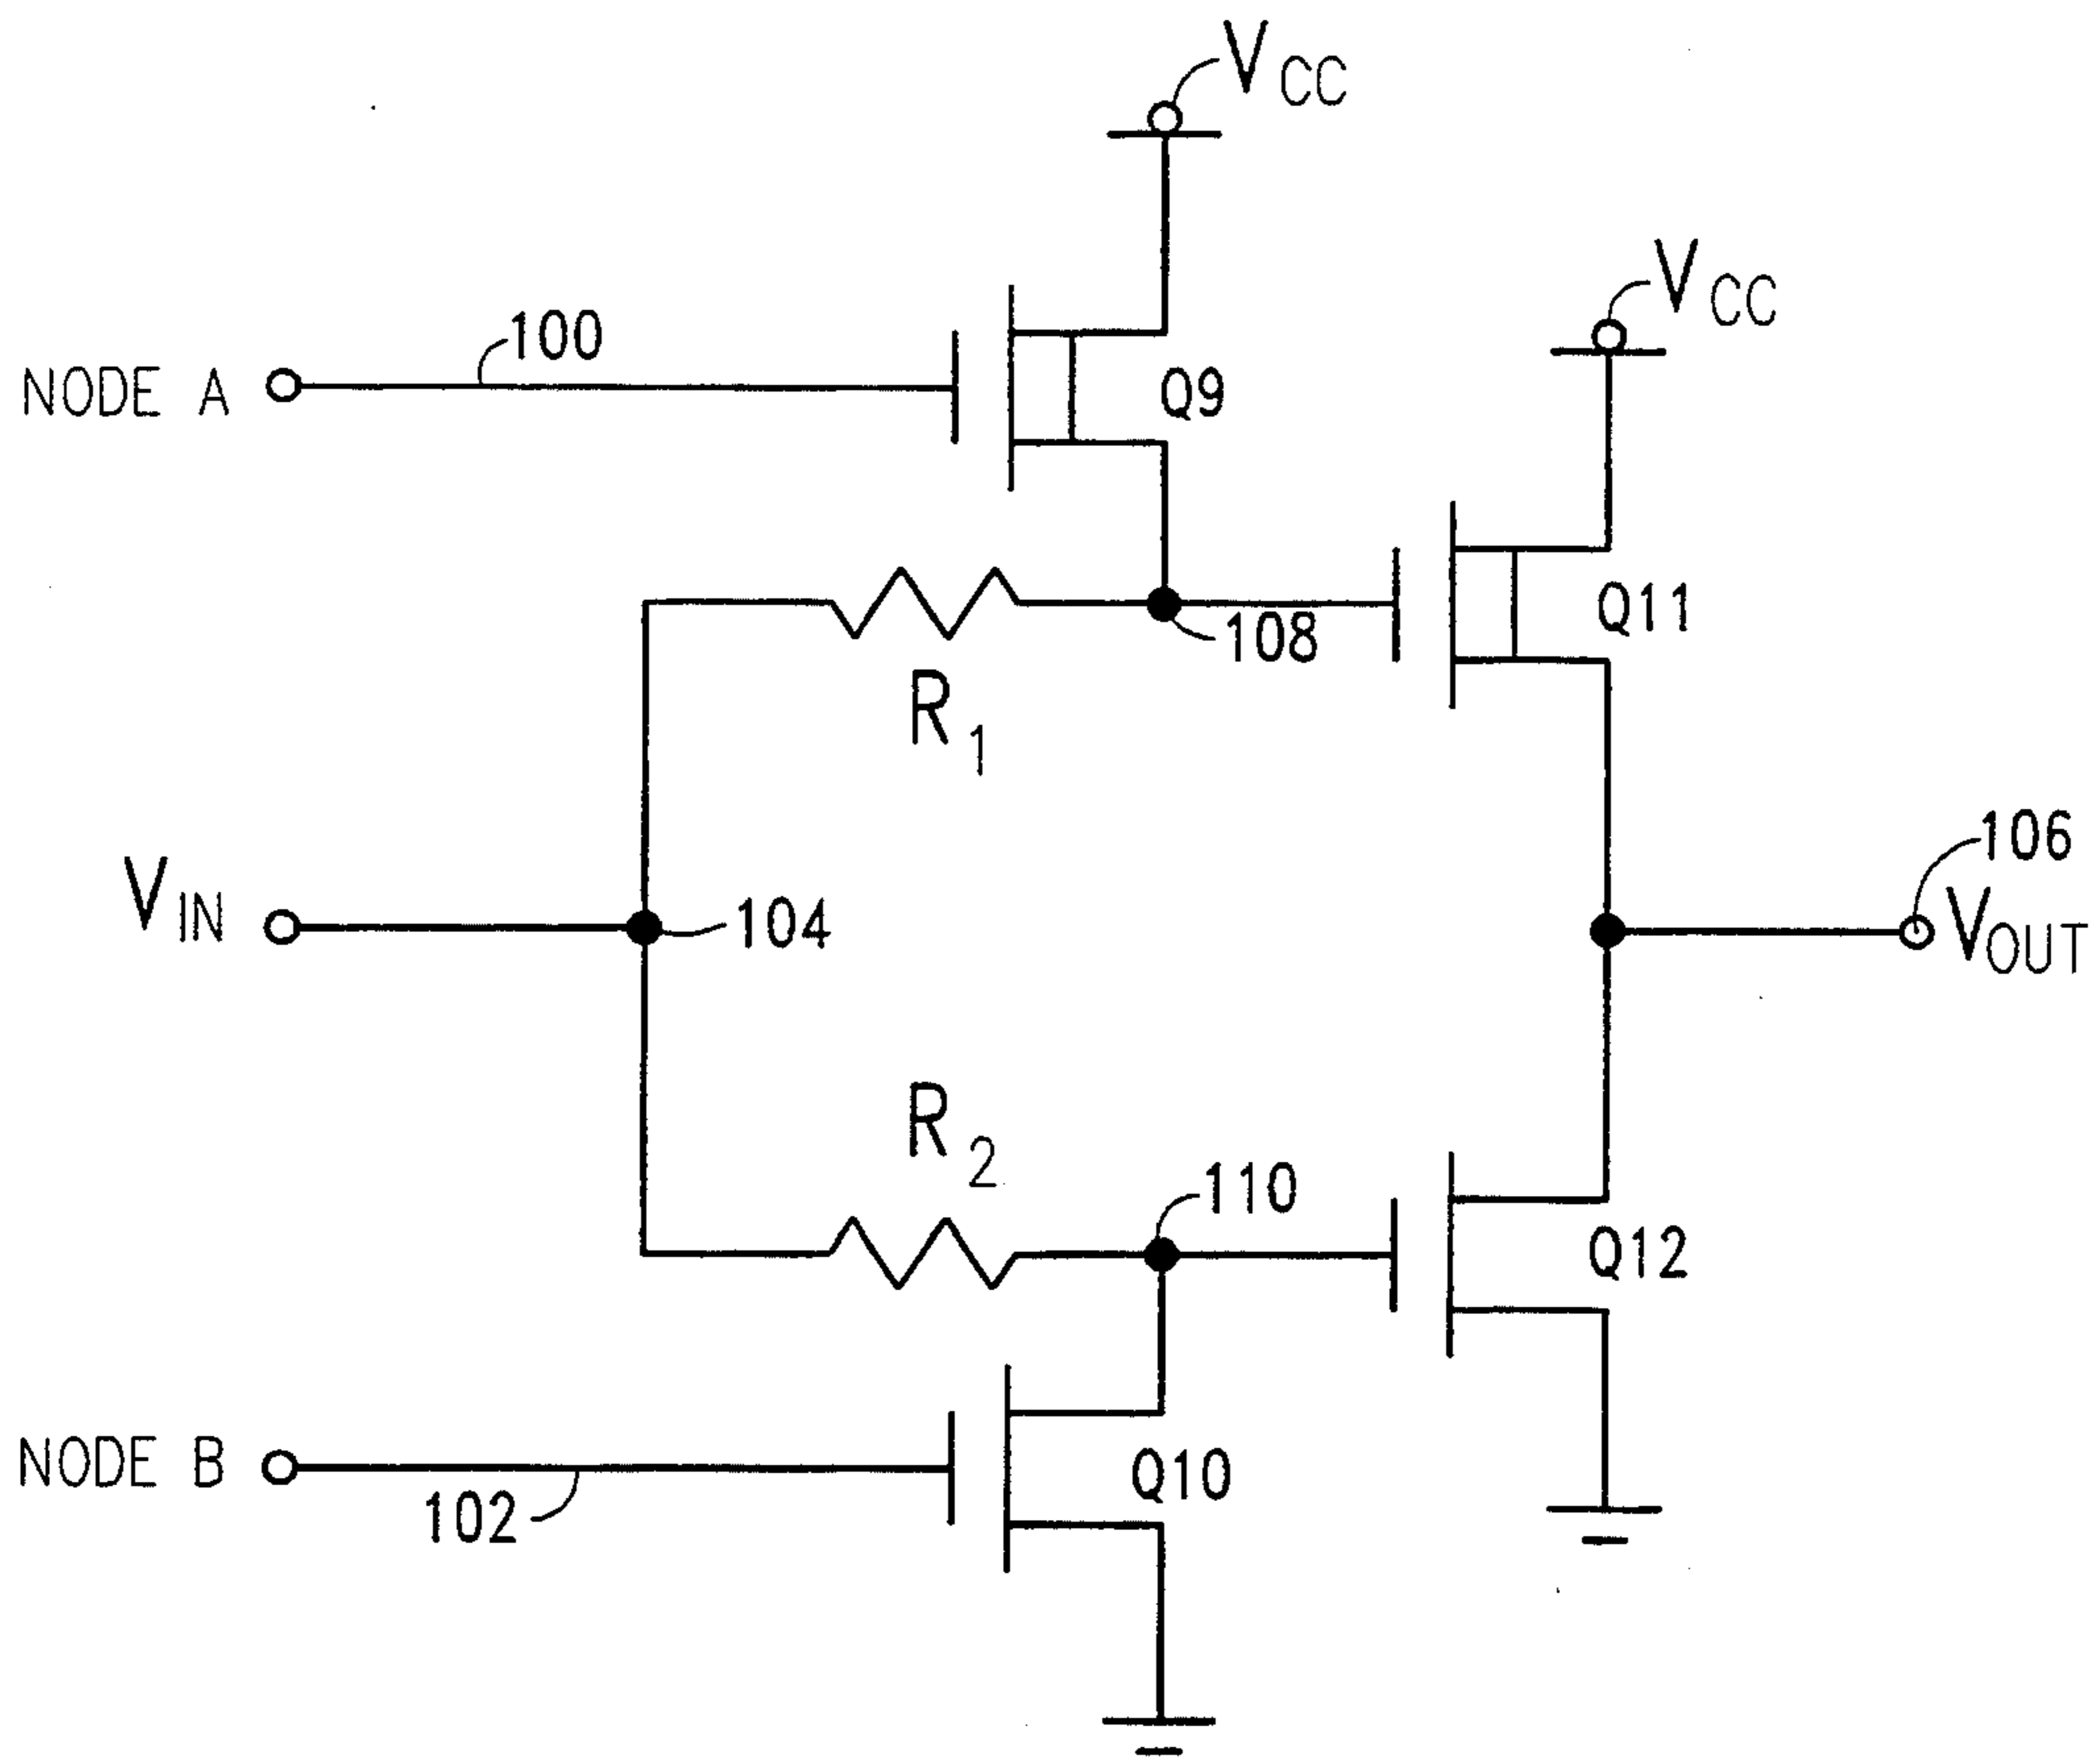 VCC
VCC
100
NODE A
Q9
Q11
108
R1
106
VIN
104
VOUT
R2
110
Q12
NODE B
Q10
102